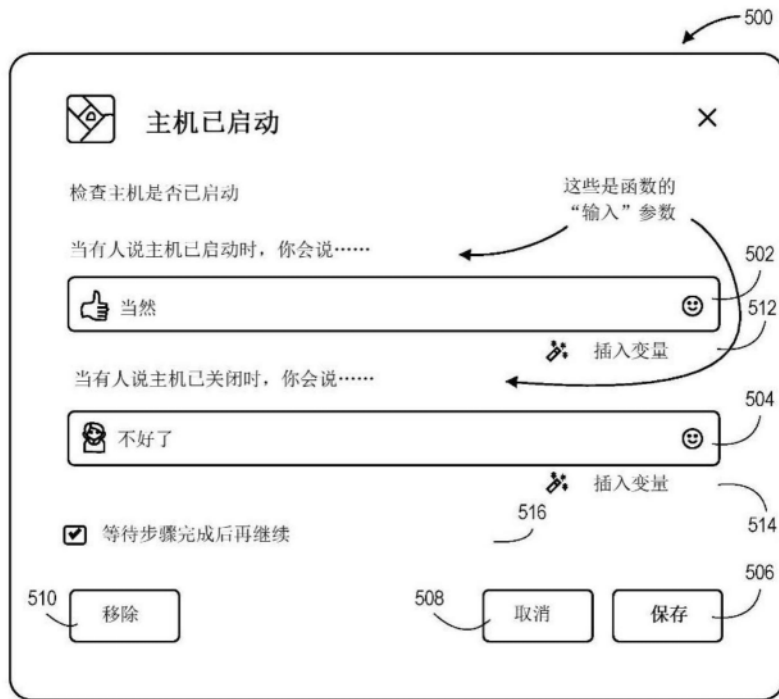 500
主机已启动
检查主机是否已启动
这些是函数的
“输入”参数
当有人说主机已启动时，你会说……
502
当然
512
插入变量
当有人说主机已关闭时，你会说……
504
不好了
插入变量
514
516
等待步骤完成后再继续
506
510
移除
508
取消
保存